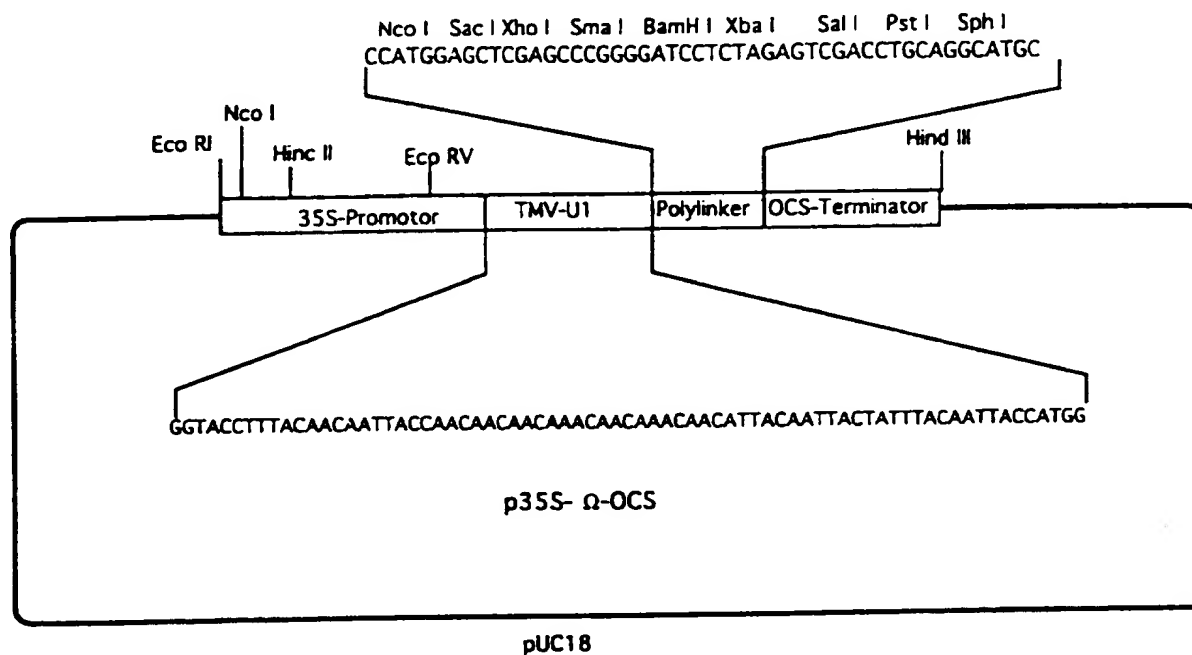 Nco I Sac I Xho I Sma I BamH I Xba I Sal I Pst I Sph I
CCATGGAGCTCGAGCCCGGGGATCCTCTAGAGTCGACCTGCAGGCATGC
Nco I
Eco RI
Hinc II
Eco RV
Hind III
35S-Promotor
TMV-U1
Polylinker
OCS-Terminator
GGTACCTTTACAACAATTACCAACAACAACAAACAACAAACAACATTACAATTACTATTTACAATTACCATGG
p35S- Ω-OCS
pUC18